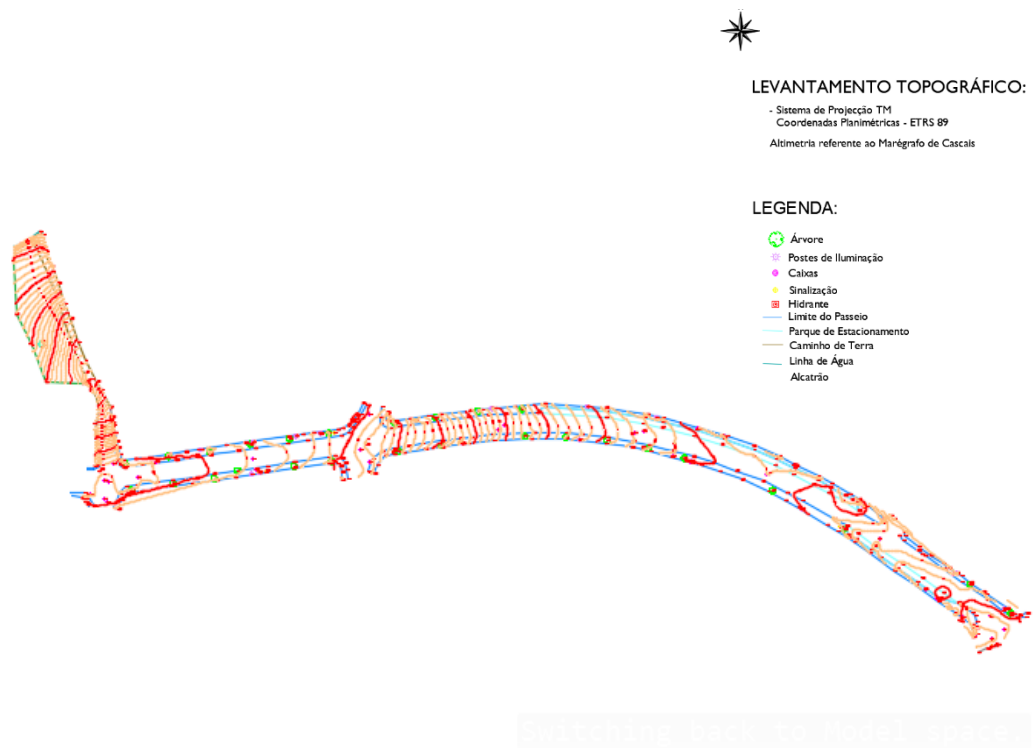 LEVANTAMENTO TOPOGRÁFICO:
- Sistema de Projecção TM
Coordenadas Planimétricas - ETRS 89
Altimetria referente ao Marégrafo de Cascais
LEGENDA:
Árvore
Postes de Iluminação
Caixas
Sinalização
Hidrante
Limite do Passeio
Parque de Estacionamento
Caminho de Terra
Linha de Água
Alcatrão
Switching back to Model space.